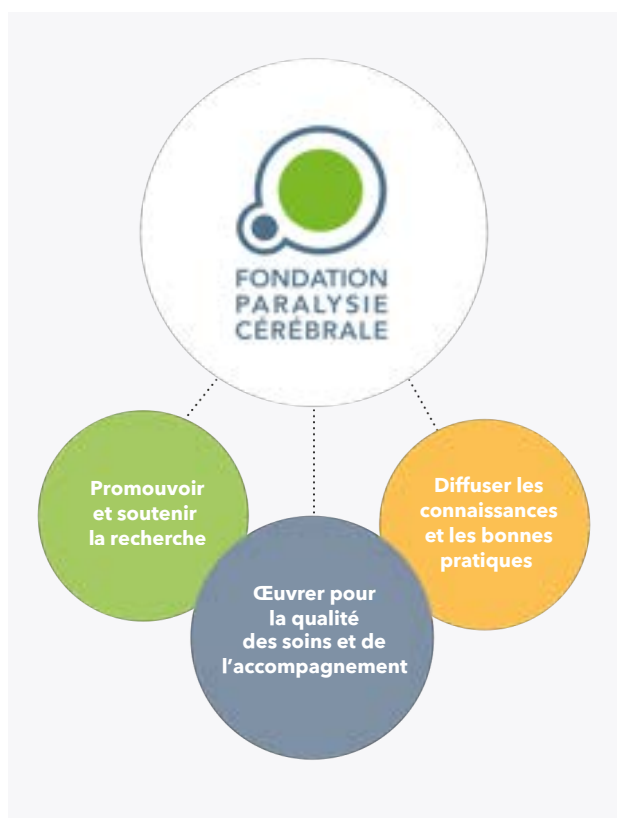 FONDATION
PARALYSIE
CÉRÉBRALE
Promouvoir
et soutenir
la recherche
Œuvrer pour
la qualité
des soins et de
l'accompagnement
Diffuser les
connaissances
et les bonnes
pratiques